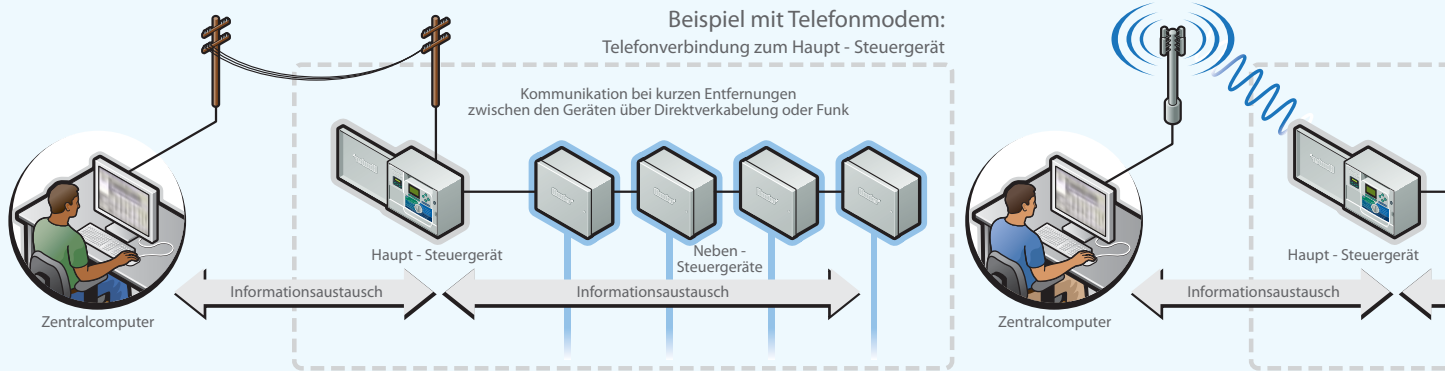 Beispiel mit Telefonmodem:
Telefonverbindung zum Haupt - Steuergerät
Kommunikation bei kurzen Entfernungen
zwischen den Geräten über Direktverkabelung oder Funk
Haupt - Steuergerät
Neben -
Steuergeräte
Informationsaustausch
Informationsaustausch
Zentralcomputer
Haupt - Steuergerät
Informationsaustausch
Zentralcomputer